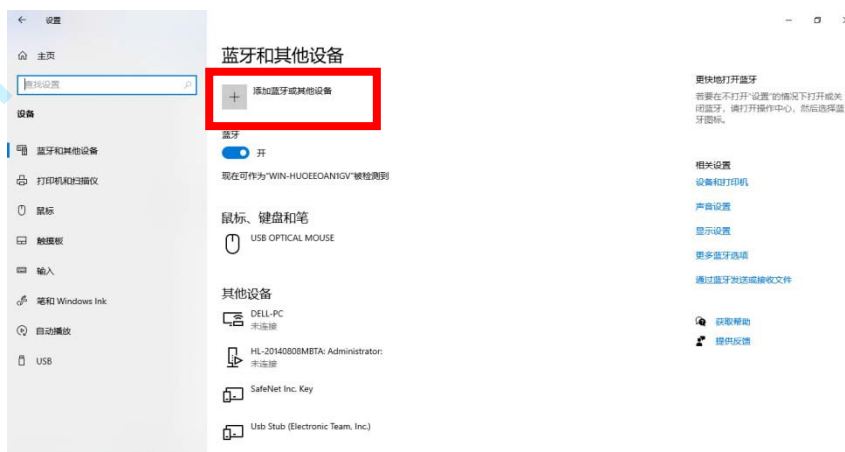 设置
主页
查找设置
设备
蓝牙和其他设备
打印机和扫描仪
鼠标
触摸板
输入
笔和 Windows Ink
自动播放
USB
蓝牙和其他设备
添加蓝牙或其他设备
蓝牙
开
现在可作为"WIN-HUOEEOAN1GV"被检测到
鼠标、键盘和笔
USB OPTICAL MOUSE
其他设备
DELL-PC
未连接
HL-20140808MBTA: Administrator:
未连接
SafeNet Inc. Key
Usb Stub (Electronic Team, Inc.)
更快地打开蓝牙
若要在不打开"设置"的情况下打开或关
闭蓝牙，请打开操作中心，然后选择蓝
牙图标。
相关设置
设备和打印机
声音设置
显示设置
更多蓝牙选项
通过蓝牙发送或接收文件
获取帮助
提供反馈